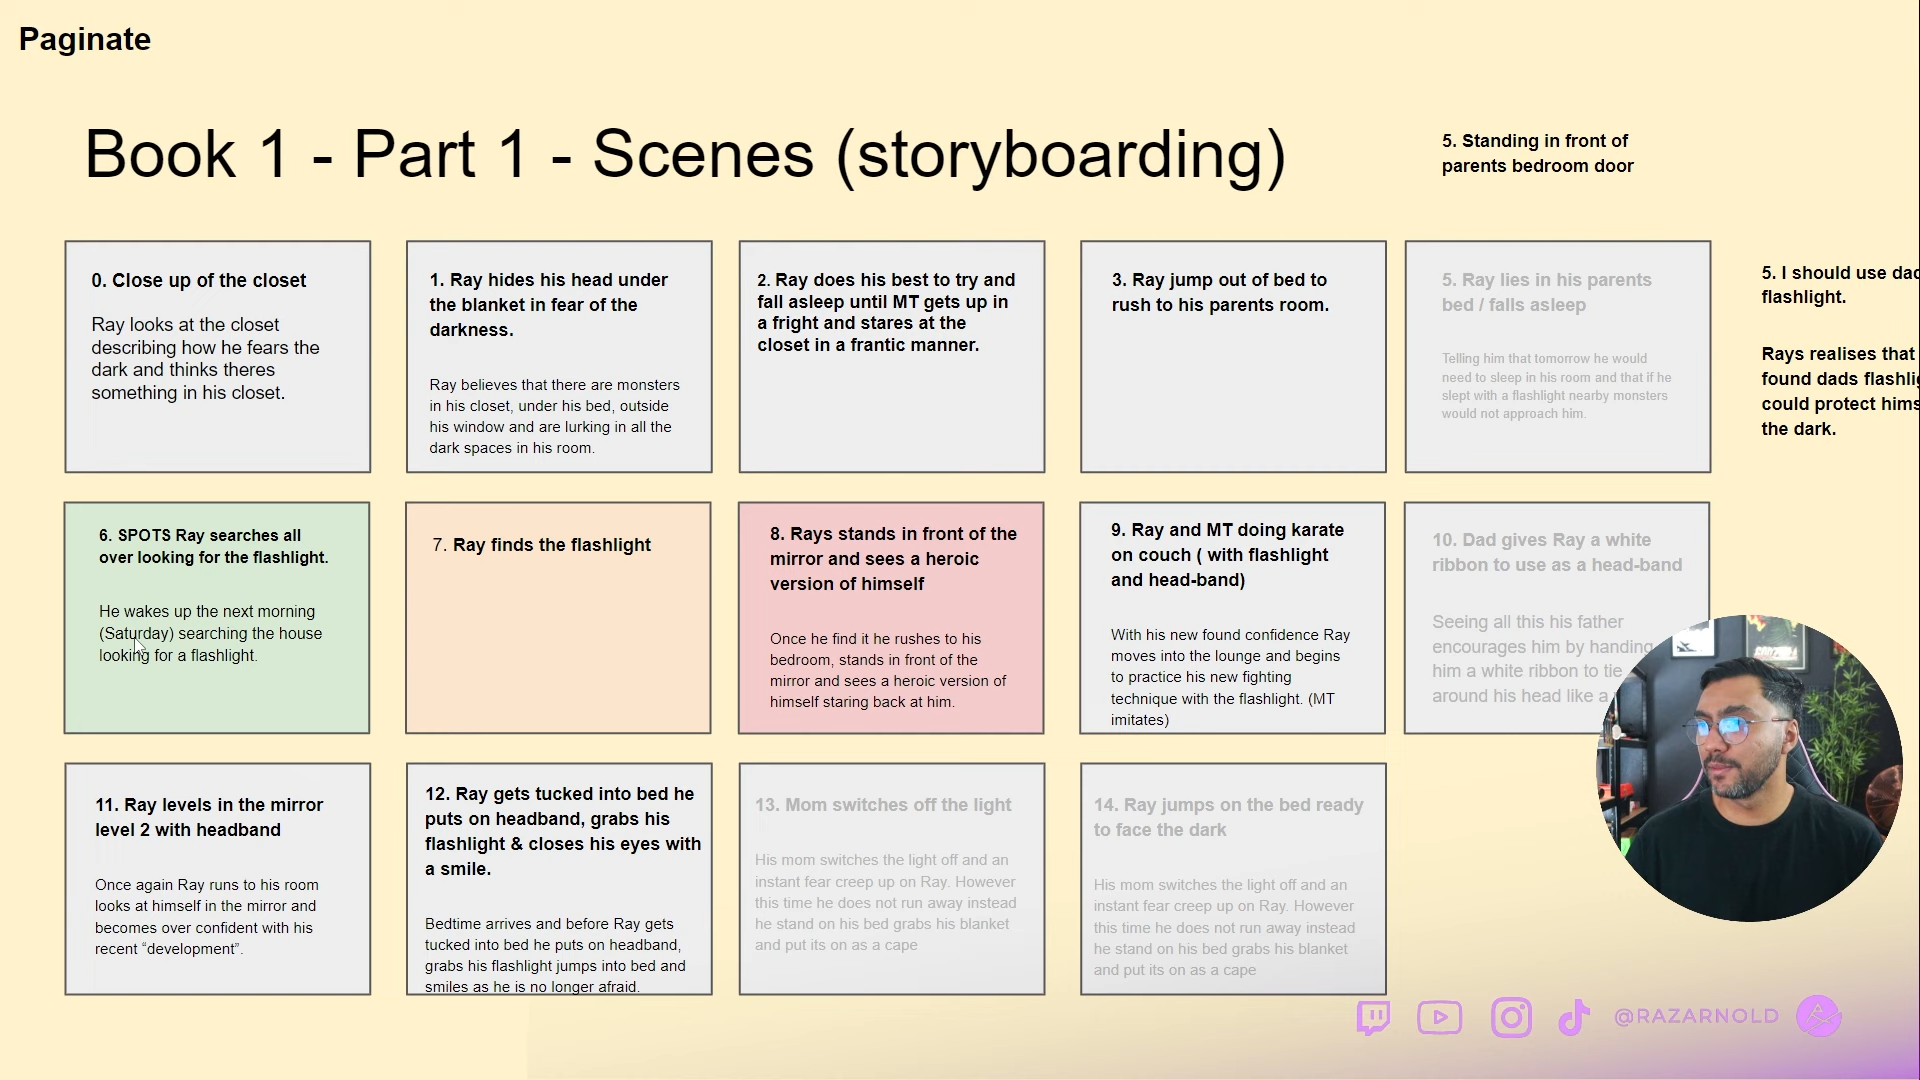 Paginate
Book 1 - Part 1 - Scenes (storyboarding)
5. Standing in front of
parents bedroom door
0. Close up of the closet
Ray looks at the closet
describing how he fears the
dark and thinks theres
something in his closet.
1. Ray hides his head under
the blanket in fear of the
darkness.
Ray believes that there are monsters
in his closet, under his bed, outside
his window and are lurking in all the
dark spaces in his room.
2. Ray does his best to try and
fall asleep until MT gets up in
a fright and stares at the
closet in a frantic manner.
3. Ray jump out of bed to
rush to his parents room.
5. Ray lies in his parents
bed / falls asleep
Telling him that tomorrow he would
need to sleep in his room and that if he
slept with a flashlight nearby monsters
would not approach him.
5. I should use
flashlight.
Rays realises that
found dads
could protect
the dark.
6. SPOTS Ray searches all
over looking for the flashlight.
He wakes up the next morning
(Saturday) searching the house
looking for a flashlight.
7. Ray finds the flashlight
8. Rays stands in front of the
mirror and sees a heroic
version of himself
Once he find it he rushes to his
bedroom, stands in front of the
mirror and sees a heroic version of
himself staring back at him.
9. Ray and MT doing karate
on couch ( with flashlight
and head-band)
With his new found confidence Ray
moves into the lounge and begins
to practice his new fighting
technique with the flashlight. (MT
imitates)
10. Dad gives Ray a white
ribbon to use as a head-band
Seeing all this his father
encourages him by handing
him a white ribbon to tie
around his head like a
11. Ray levels in the mirror
level 2 with headband
Once again Ray runs to his room
looks at himself in the mirror and
becomes over confident with his
recent “development”.
12. Ray gets tucked into bed he
puts on headband, grabs his
flashlight & closes his eyes with
a smile.
Bedtime arrives and before Ray gets
tucked into bed he puts on headband,
grabs his flashlight jumps into bed and
smiles as he is no longer afraid.
13. Mom switches off the light
His mom switches the light off and an
instant fear creep up on Ray. However
this time he does not run away instead
he stand on his bed grabs his blanket
and put its on as a cape
14. Ray jumps on the bed ready
to face the dark
His mom switches the light off and an
instant fear creep up on Ray. However
this time he does not run away instead
he stand on his bed grabs his blanket
and put its on as a cape
@RAZARNOLD